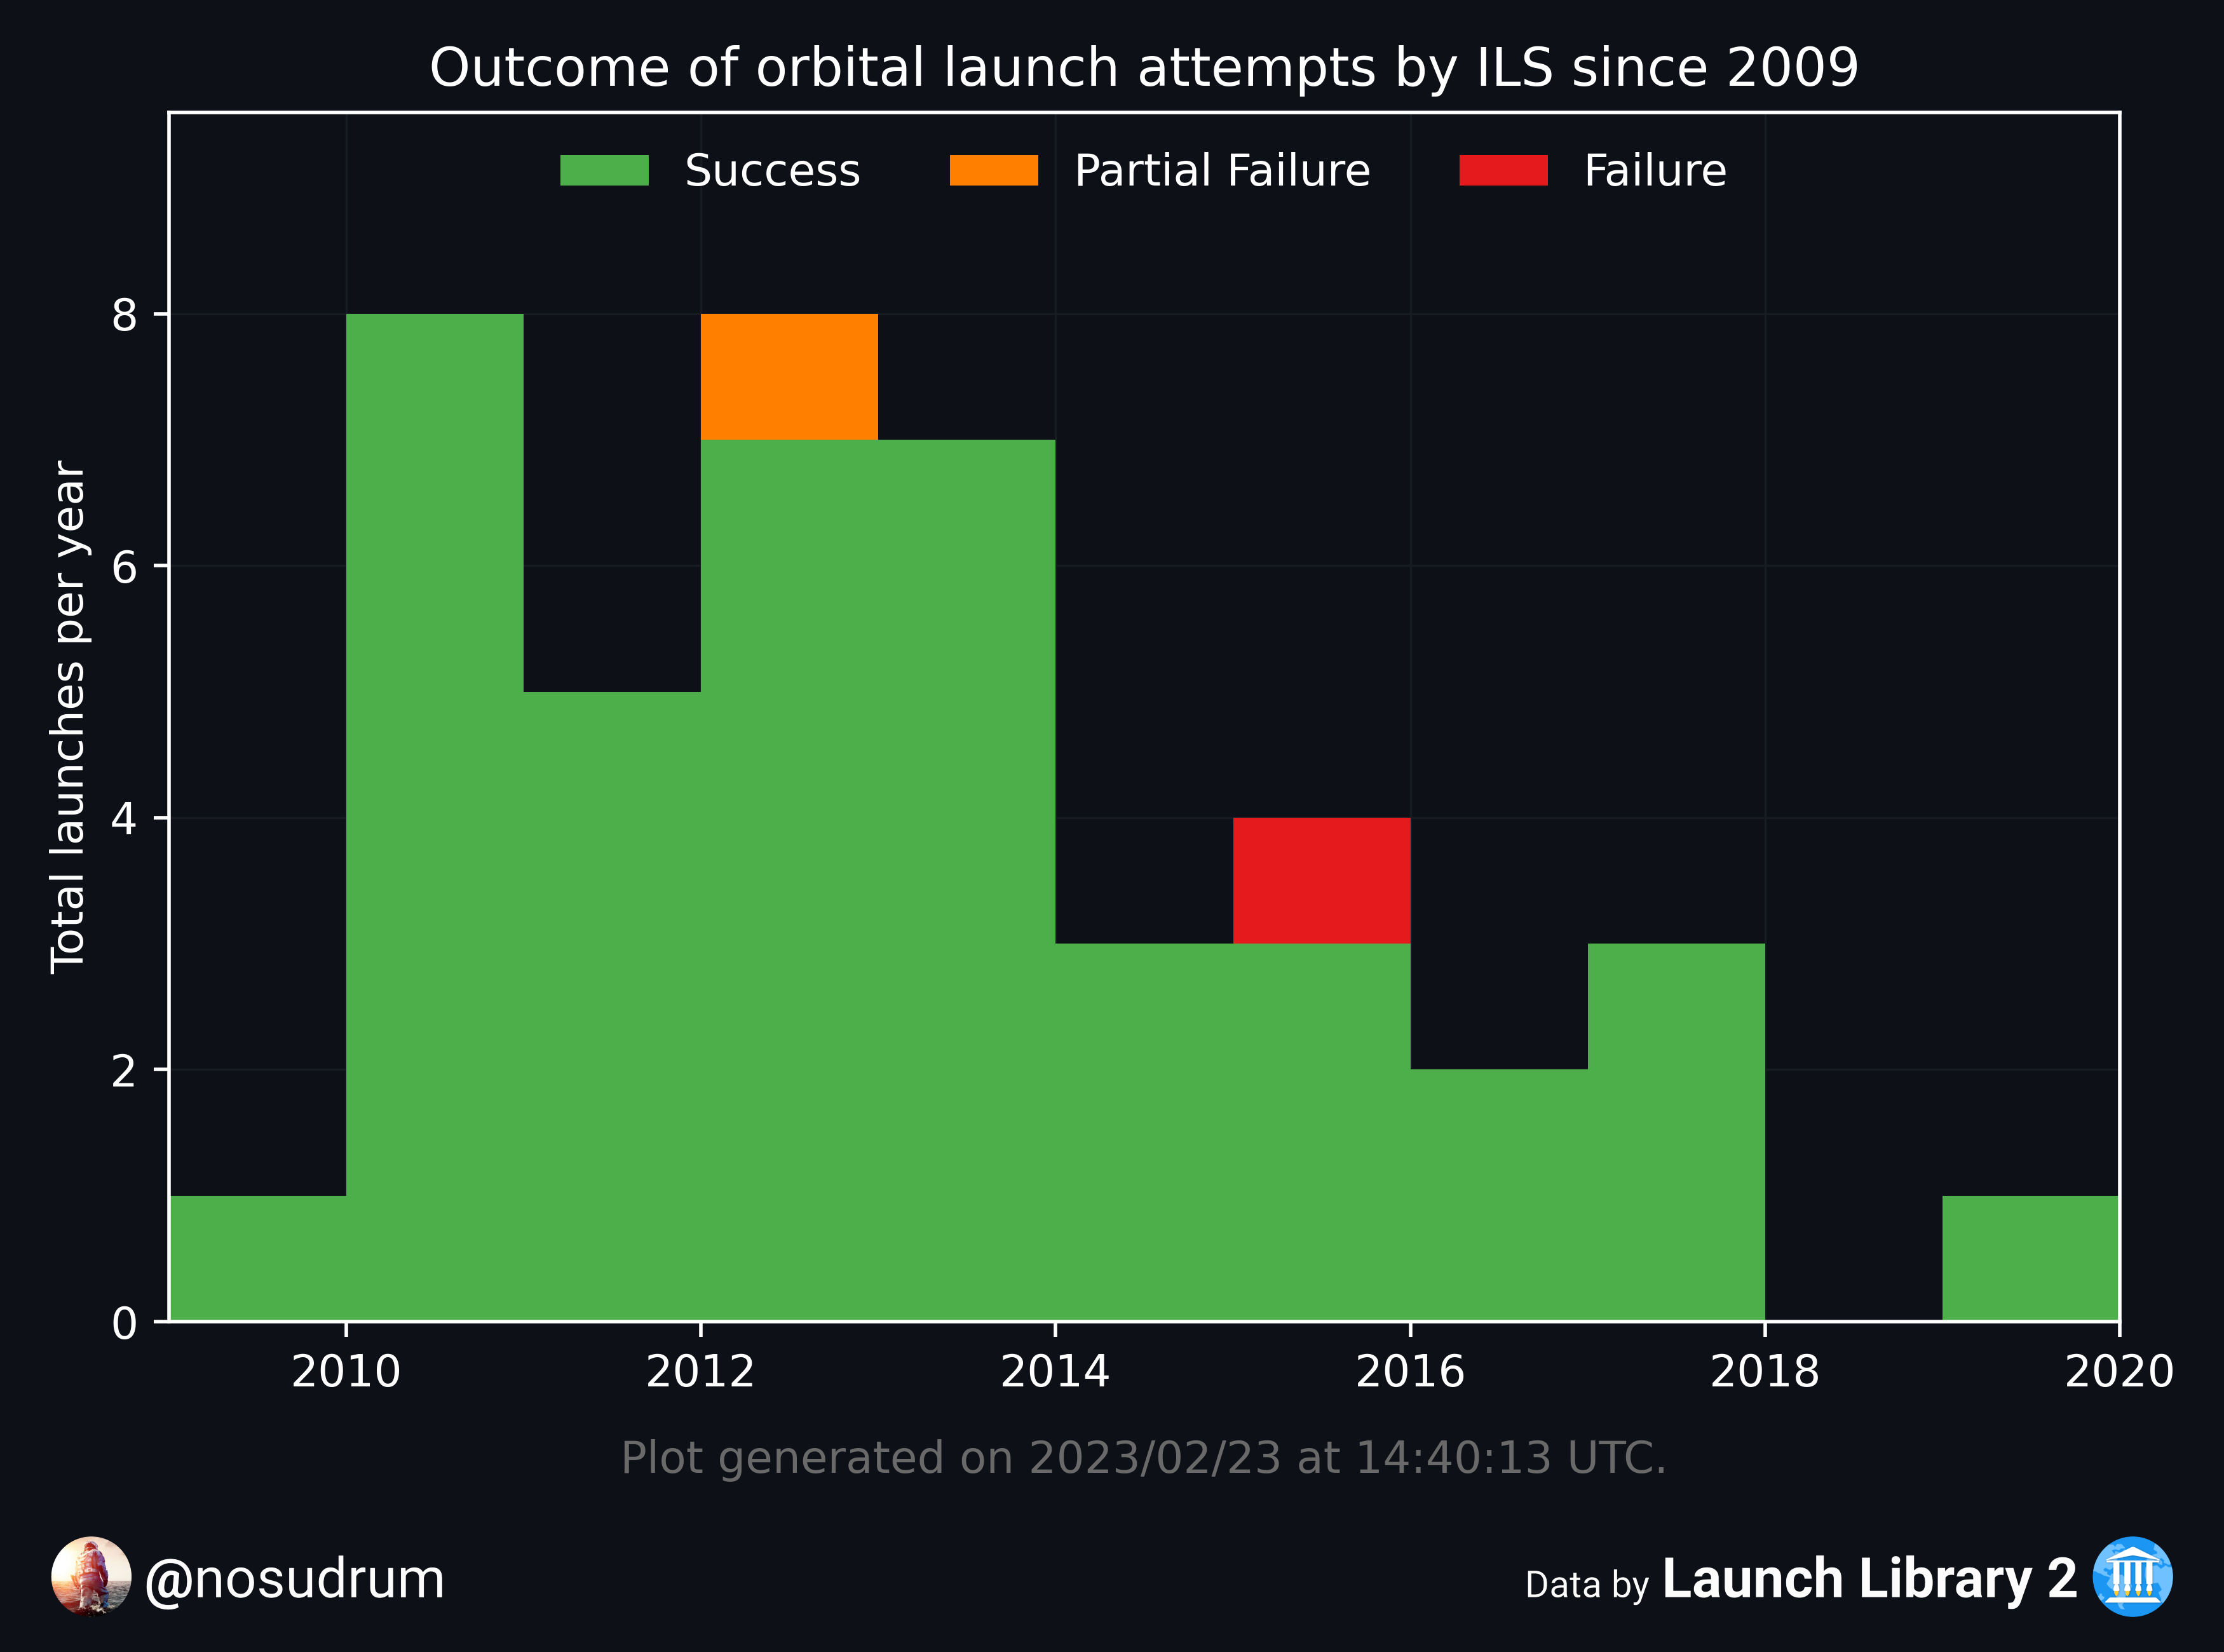 Outcome of orbital launch attempts by ILS since 2009
Success Partial Failure Failure
Total launches per year
8
6
4
2
0
2010 2012 2014 2016 2018 2020
Plot generated on 2023/02/23 at 14:40:13 UTC.
@nosudrum
Data by Launch Library 2